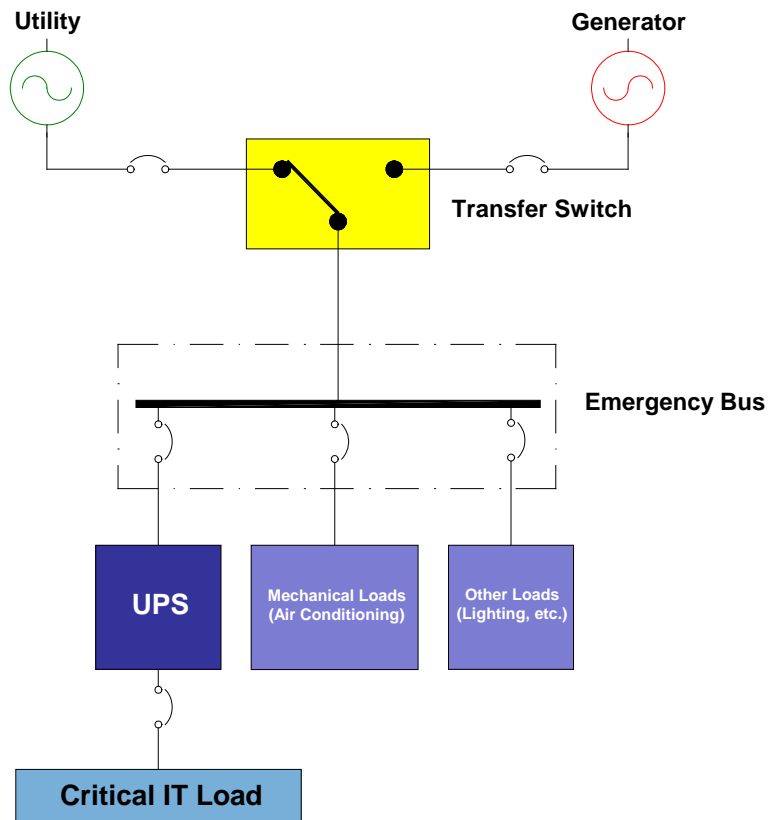 Utility
Generator
Transfer Switch
Emergency Bus
UPS
Mechanical Loads
(Air Conditioning)
Other Loads
(Lighting, etc.)
Critical IT Load